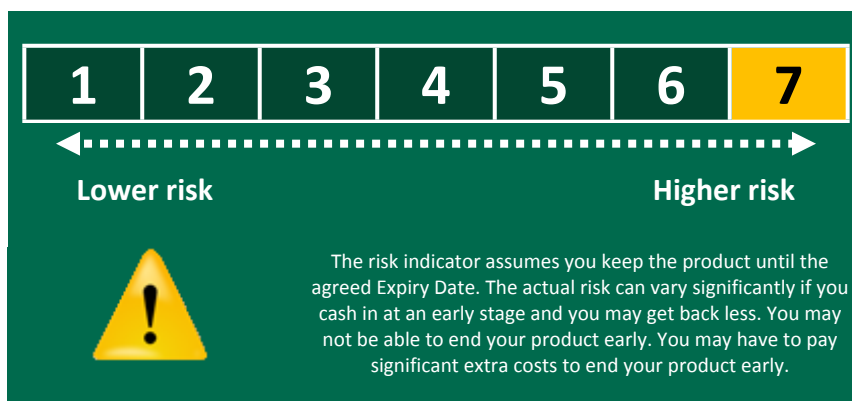 1 2 3 4 5 6 7
Lower risk Higher risk
!
The risk indicator assumes you keep the product until the
agreed Expiry Date. The actual risk can vary significantly if you
cash in at an early stage and you may get back less. You may
not be able to end your product early. You may have to pay
significant extra costs to end your product early.